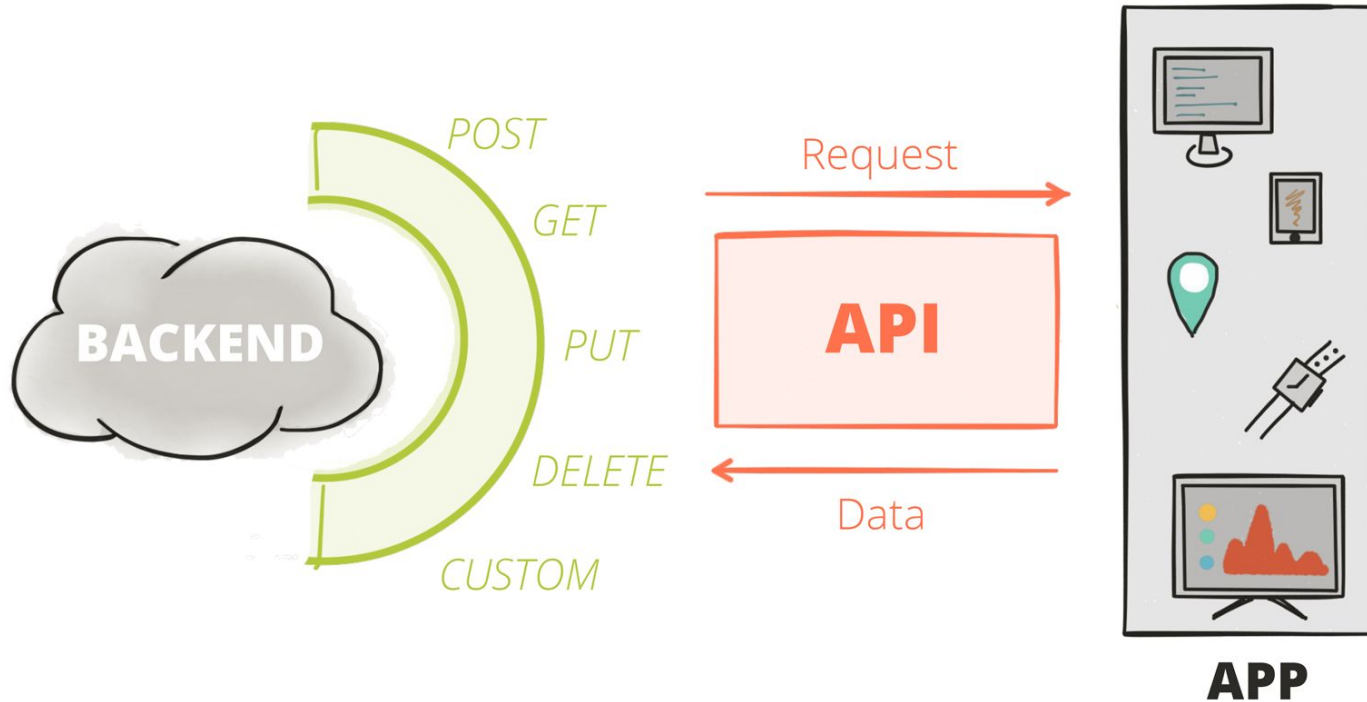 POST
GET
PUT
DELETE
CUSTOM
BACKEND
Request
API
Data
APP